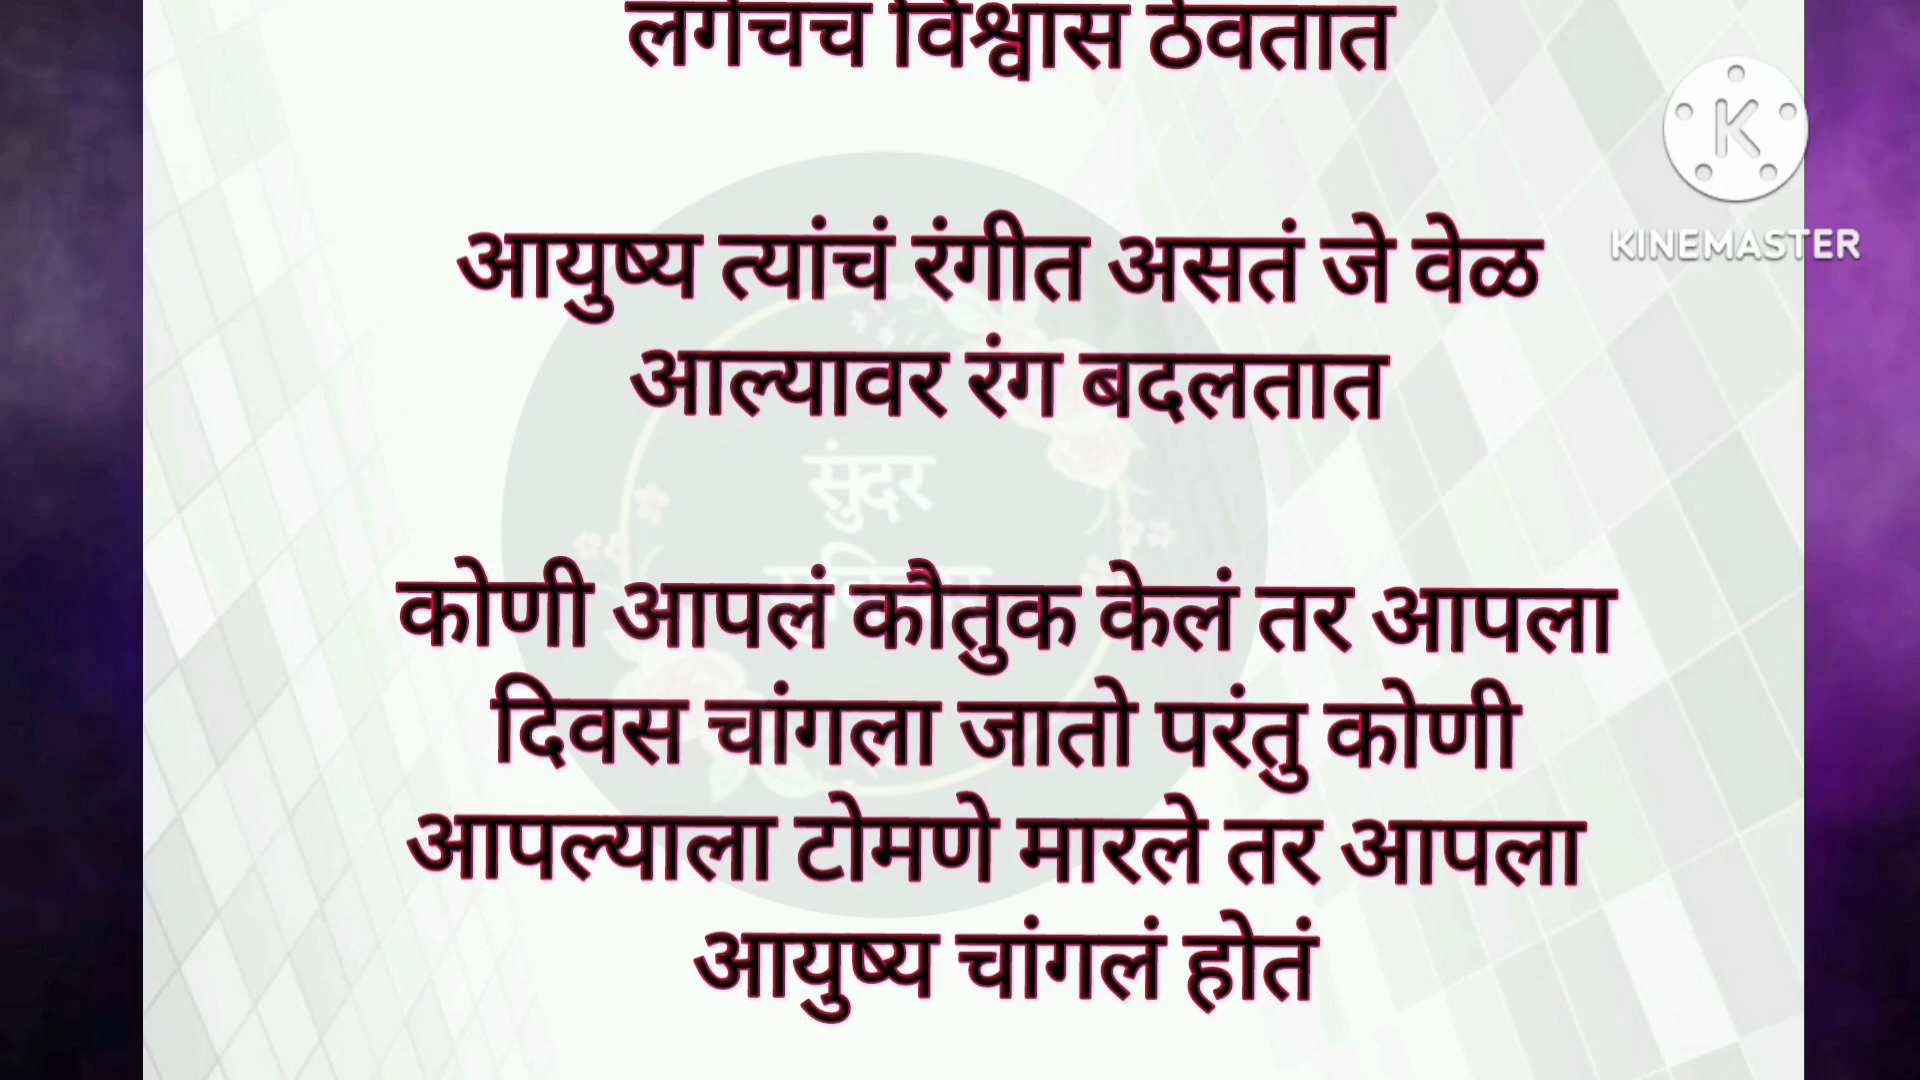 लगेचच विश्वास ठेवतात
KINEMASTER
आयुष्य त्यांचं रंगीत असतं जे वेळ
आल्यावर रंग बदलतात
सुंदर
कोणी आपलं कौतुक केलं तर आपला
दिवस चांगला जातो परंतु कोणी
आपल्याला टोमणे मारले तर आपला
आयुष्य चांगलं होतं